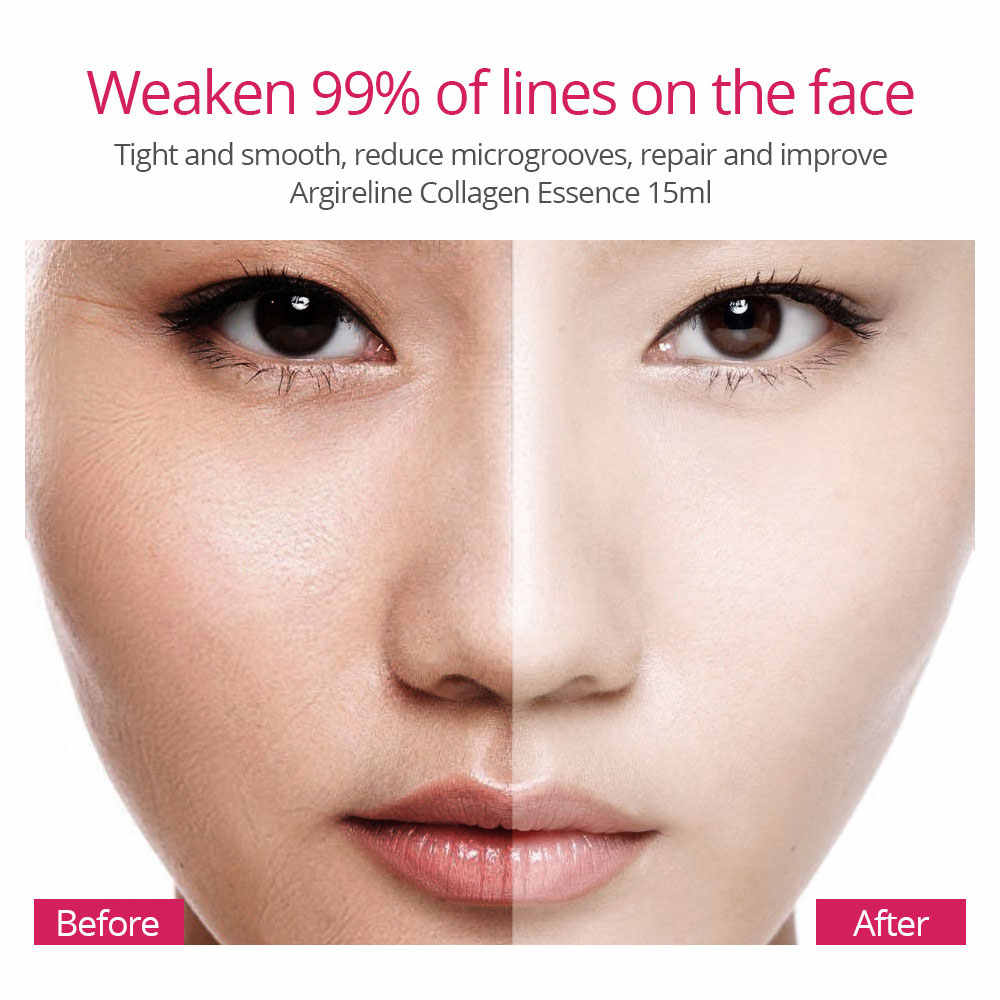 Weaken 99% of lines on the face
Tight and smooth, reduce microgrooves, repair and improve
Argireline Collagen Essence 15ml
Before
After